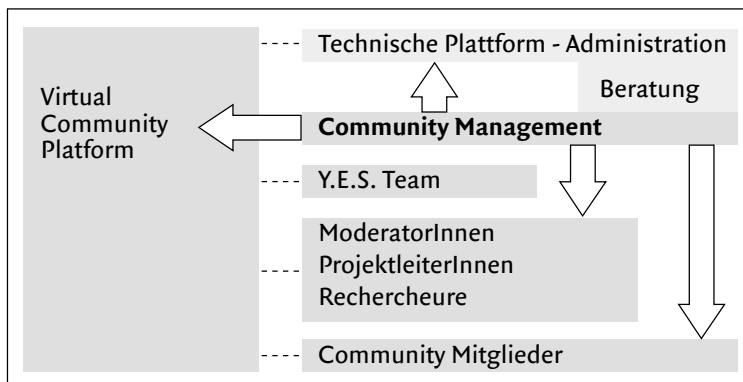 Technische Plattform - Administration
Beratung
Virtual
Community
Platform
Community Management
Y.E.S. Team
ModeratorInnen
ProjektleiterInnen
Rechercheure
Community Mitglieder